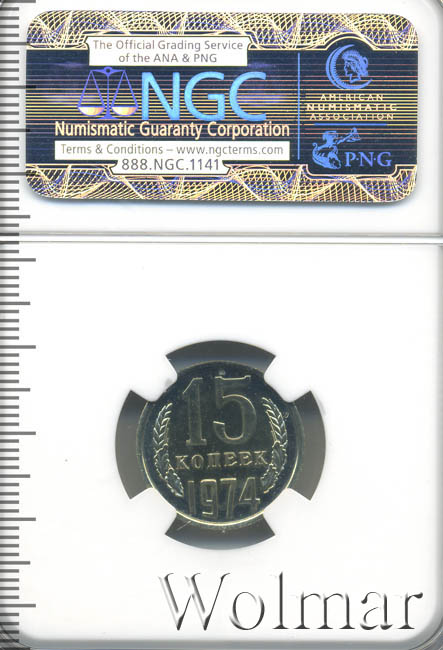 The Official Grading Service
of the ANA & PNG
NGC
Numismatic Guaranty Corporation
Terms & Conditions – www.ngcterms.com
888.NGC.1141
AMERICAN
NUMISMATIC
ASSOCIATION
P·N·G
15
КОПЕЕК
1974
Wolmar